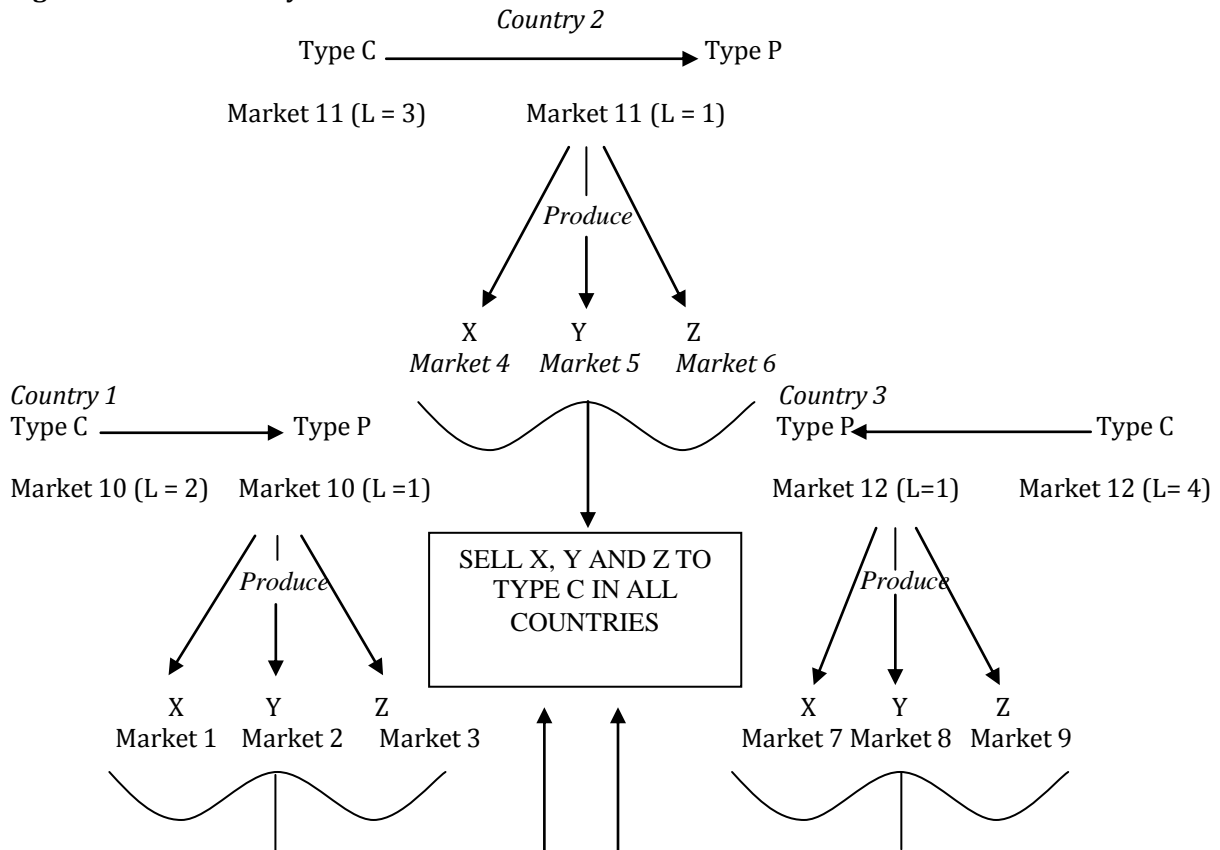 Country 2
Type C Type P
Market 11 (L = 3) Market 11 (L = 1)
Produce
X Y Z
Market 4 Market 5 Market 6
Country 1
Type C Type P
Market 10 (L = 2) Market 10 (L =1)
Produce
X Y Z
Market 1 Market 2 Market 3
SELL X, Y AND Z TO
TYPE C IN ALL
COUNTRIES
Country 3
Type P Type C
Market 12 (L=1) Market 12 (L= 4)
Produce
X Y Z
Market 7 Market 8 Market 9